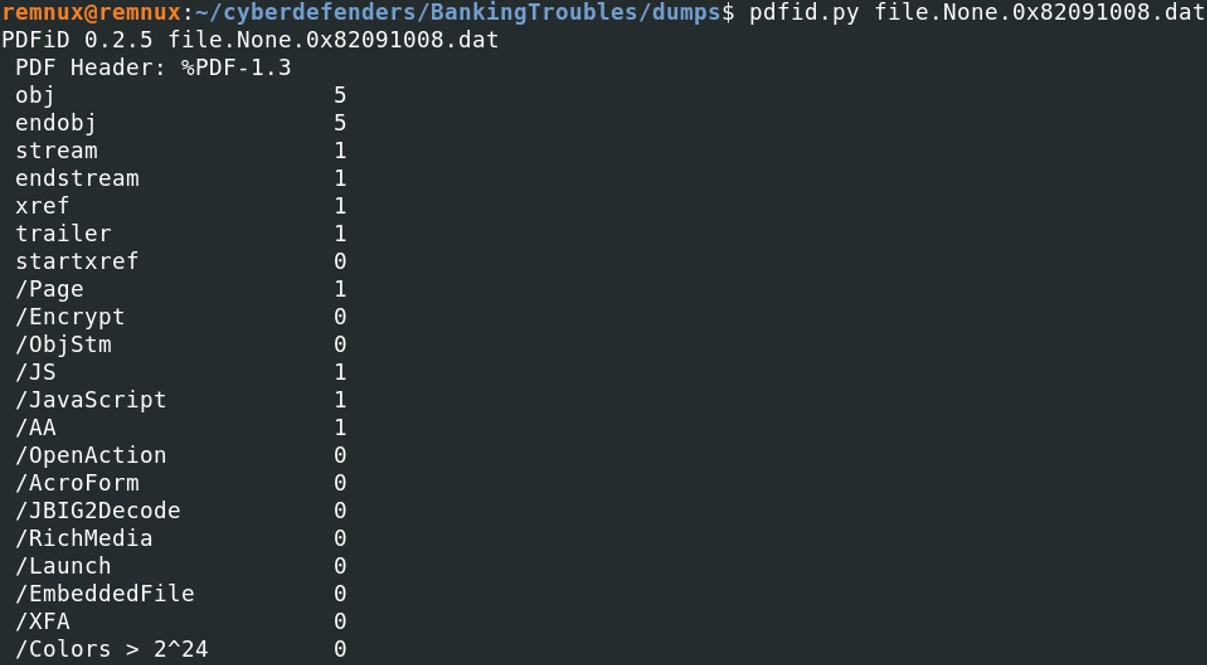 remnux@remnux:~/cyberdefenders/BankingTroubles/dumps$ pdfid.py file.None.0x82091008.dat
PDFiD 0.2.5 file.None.0x82091008.dat
PDF Header: %PDF-1.3
obj 5
endobj 5
stream 1
endstream 1
xref 1
trailer 1
startxref 0
/Page 1
/Encrypt 0
/ObjStm 0
/JS 1
/JavaScript 1
/AA 1
/OpenAction 0
/AcroForm 0
/JBIG2Decode 0
/RichMedia 0
/Launch 0
/EmbeddedFile 0
/XFA 0
/Colors > 2^24 0